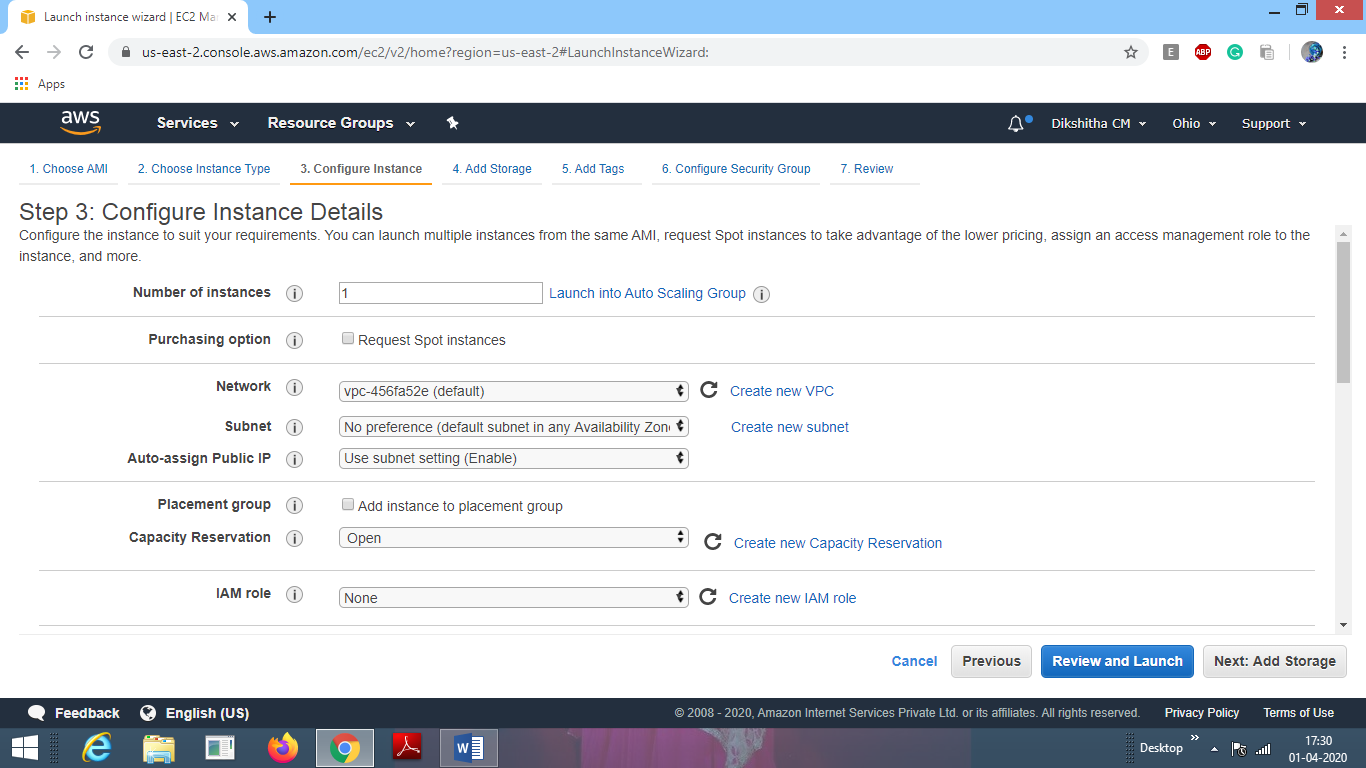 Launch instance wizard | EC2 Ma
us-east-2.console.aws.amazon.com/ec2/v2/home?region=us-east-2#LaunchInstanceWizard:
E
ABP
Apps
aws
Services
Resource Groups
Dikshitha CM
Ohio
Support
1. Choose AMI
2. Choose Instance Type
3. Configure Instance
4. Add Storage
5. Add Tags
6. Configure Security Group
7. Review
Step 3: Configure Instance Details
Configure the instance to suit your requirements. You can launch multiple instances from the same AMI, request Spot instances to take advantage of the lower pricing, assign an access management role to the
instance, and more.
Number of instances i 1 Launch into Auto Scaling Group i
Purchasing option i Request Spot instances
Network i vpc-456fa52e (default) Create new VPC
Subnet i No preference (default subnet in any Availability Zon Create new subnet
Auto-assign Public IP i Use subnet setting (Enable)
Placement group i Add instance to placement group
Capacity Reservation i Open Create new Capacity Reservation
IAM role i None Create new IAM role
Cancel
Previous
Review and Launch
Next: Add Storage
Feedback
English (US)
© 2008 - 2020, Amazon Internet Services Private Ltd. or its affiliates. All rights reserved.
Privacy Policy
Terms of Use
Desktop
17:30
01-04-2020